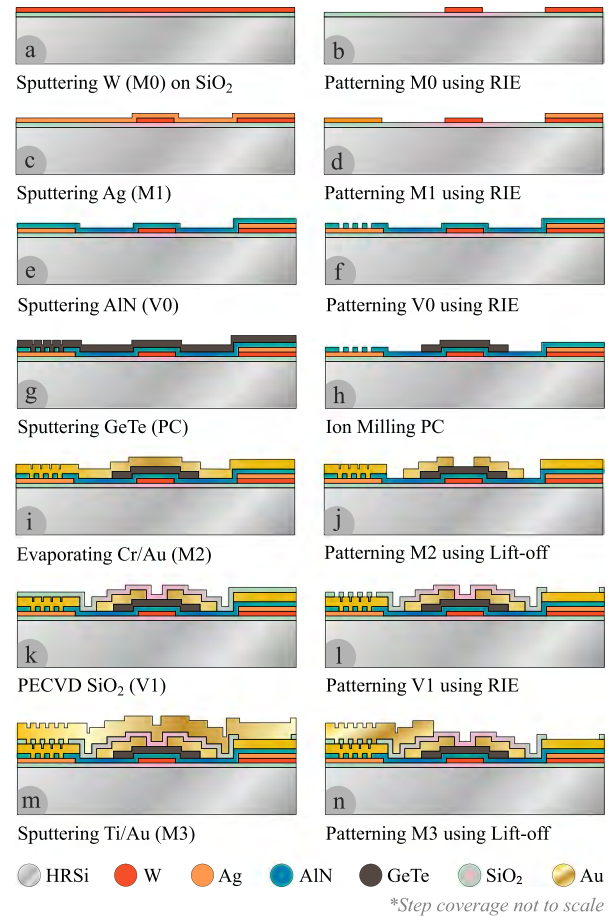 a
b
Sputtering W (M0) on SiO₂
Patterning M0 using RIE
c
d
Sputtering Ag (M1)
Patterning M1 using RIE
e
f
Sputtering AlN (V0)
Patterning V0 using RIE
g
h
Sputtering GeTe (PC)
Ion Milling PC
i
j
Evaporating Cr/Au (M2)
Patterning M2 using Lift-off
k
l
PECVD SiO₂ (V1)
Patterning V1 using RIE
m
n
Sputtering Ti/Au (M3)
Patterning M3 using Lift-off
HRSi W Ag AlN GeTe SiO₂ Au
*Step coverage not to scale